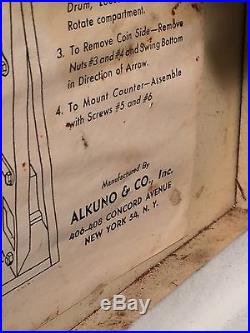 Drum, Loos
Rotate compartment.
3. To Remove Coin Side-Remove
Nuts #3 and #4 and Swing Bottom
in Direction of Arrow.
4. To Mount Counter-Assemble
with Screws #5 and #6
Manufactured By
ALKUNO & CO., Inc.
406-408 CONCORD AVENUE
NEW YORK 54, N. Y.